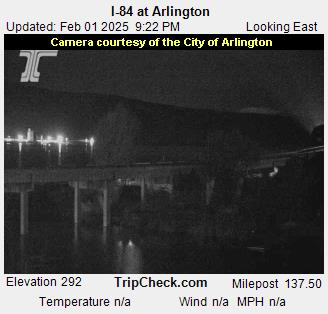 I-84 at Arlington
Updated: Feb 01 2025 9:22 PM Looking East
Camera courtesy of the City of Arlington
Elevation 292 TripCheck.com Milepost 137.50
Temperature n/a Wind n/a MPH n/a